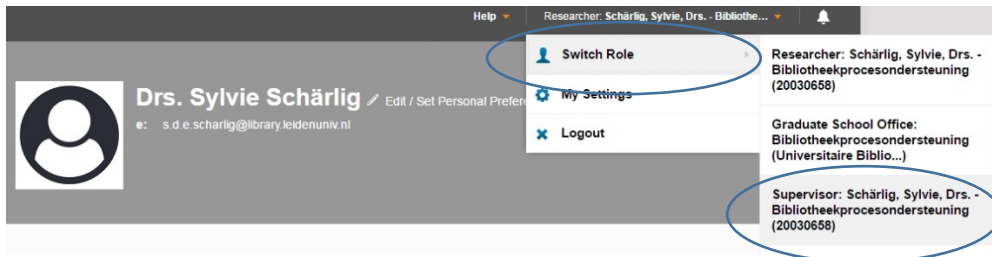 Help Researcher: Schärlig, Sylvie, Drs. - Bibliothe...
Switch Role
My Settings
Logout
Researcher: Schärlig, Sylvie, Drs. -
Bibliotheekprocesondersteuning
(20030658)
Graduate School Office:
Bibliotheekprocesondersteuning
(Universitaire Biblio...)
Supervisor: Schärlig, Sylvie, Drs. -
Bibliotheekprocesondersteuning
(20030658)
Drs. Sylvie Schärlig Edit / Set Personal Prefere
e: s.d.e.scharlig@library.leidenuniv.nl